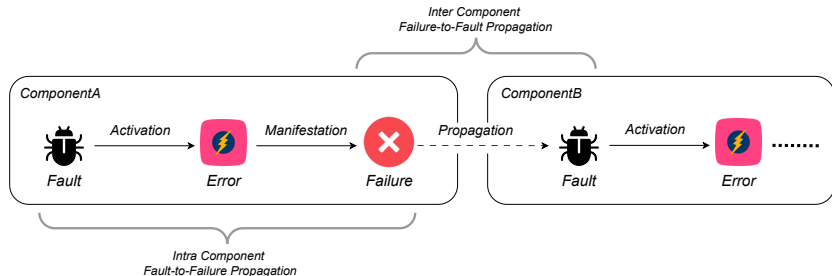 Inter Component
Failure-to-Fault Propagation
ComponentA
ComponentB
Activation
Manifestation
Propagation
Activation
Fault
Error
Failure
Fault
Error
Intra Component
Fault-to-Failure Propagation